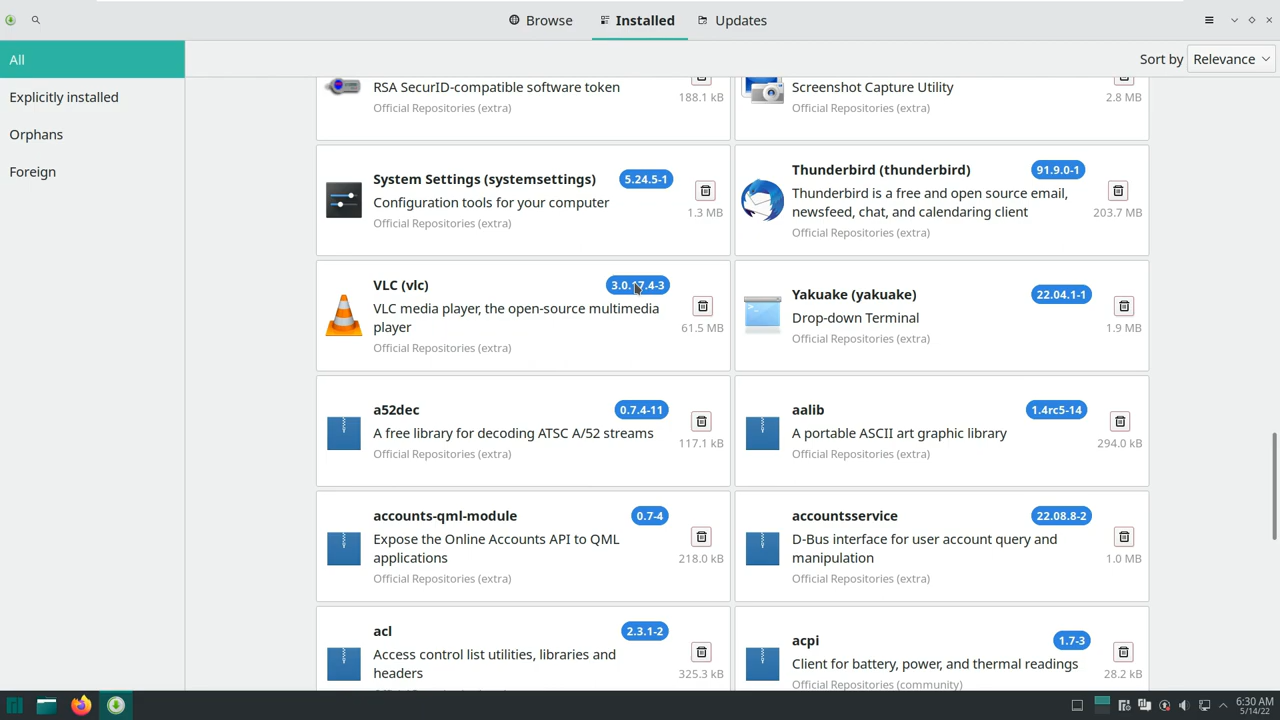 Browse
Installed
Updates
All
Explicitly installed
Orphans
Foreign
Sort by
Relevance
RSA SecurID-compatible software token
Official Repositories (extra)
188.1 kB
Screenshot Capture Utility
Official Repositories (extra)
2.8 MB
System Settings (systemsettings)
5.24.5-1
Configuration tools for your computer
Official Repositories (extra)
1.3 MB
Thunderbird (thunderbird)
91.9.0-1
Thunderbird is a free and open source email,
newsfeed, chat, and calendaring client
Official Repositories (extra)
203.7 MB
VLC (vlc)
VLC media player, the open-source multimedia
player
Official Repositories (extra)
61.5 MB
Yakuake (yakuake)
22.04.1-1
Drop-down Terminal
Official Repositories (extra)
1.9 MB
a52dec
0.7.4-11
A free library for decoding ATSC A/52 streams
Official Repositories (extra)
117.1 kB
aalib
1.4rc5-14
A portable ASCII art graphic library
Official Repositories (extra)
294.0 kB
accounts-qml-module
0.7-4
Expose the Online Accounts API to QML
applications
Official Repositories (extra)
218.0 kB
accountsservice
22.08.8-2
D-Bus interface for user account query and
manipulation
Official Repositories (extra)
1.0 MB
acl
2.3.1-2
Access control list utilities, libraries and
headers
325.3 kB
acpi
1.7-3
Client for battery, power, and thermal readings
Official Repositories (community)
28.2 kB
6:30 AM
5/14/22